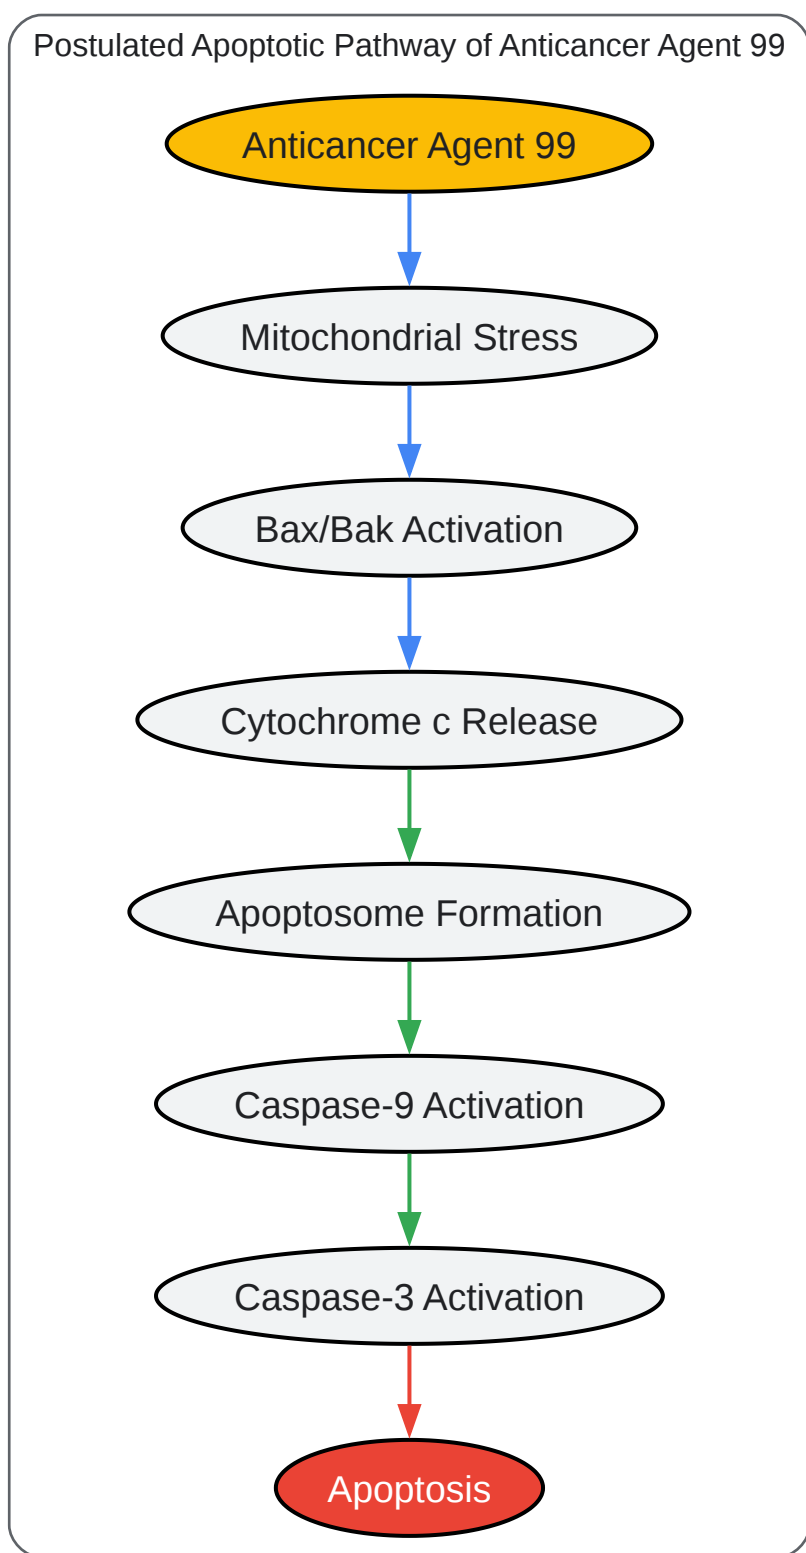 Postulated Apoptotic Pathway of Anticancer Agent 99
Anticancer Agent 99
Mitochondrial Stress
Bax/Bak Activation
Cytochrome c Release
Apoptosome Formation
Caspase-9 Activation
Caspase-3 Activation
Apoptosis